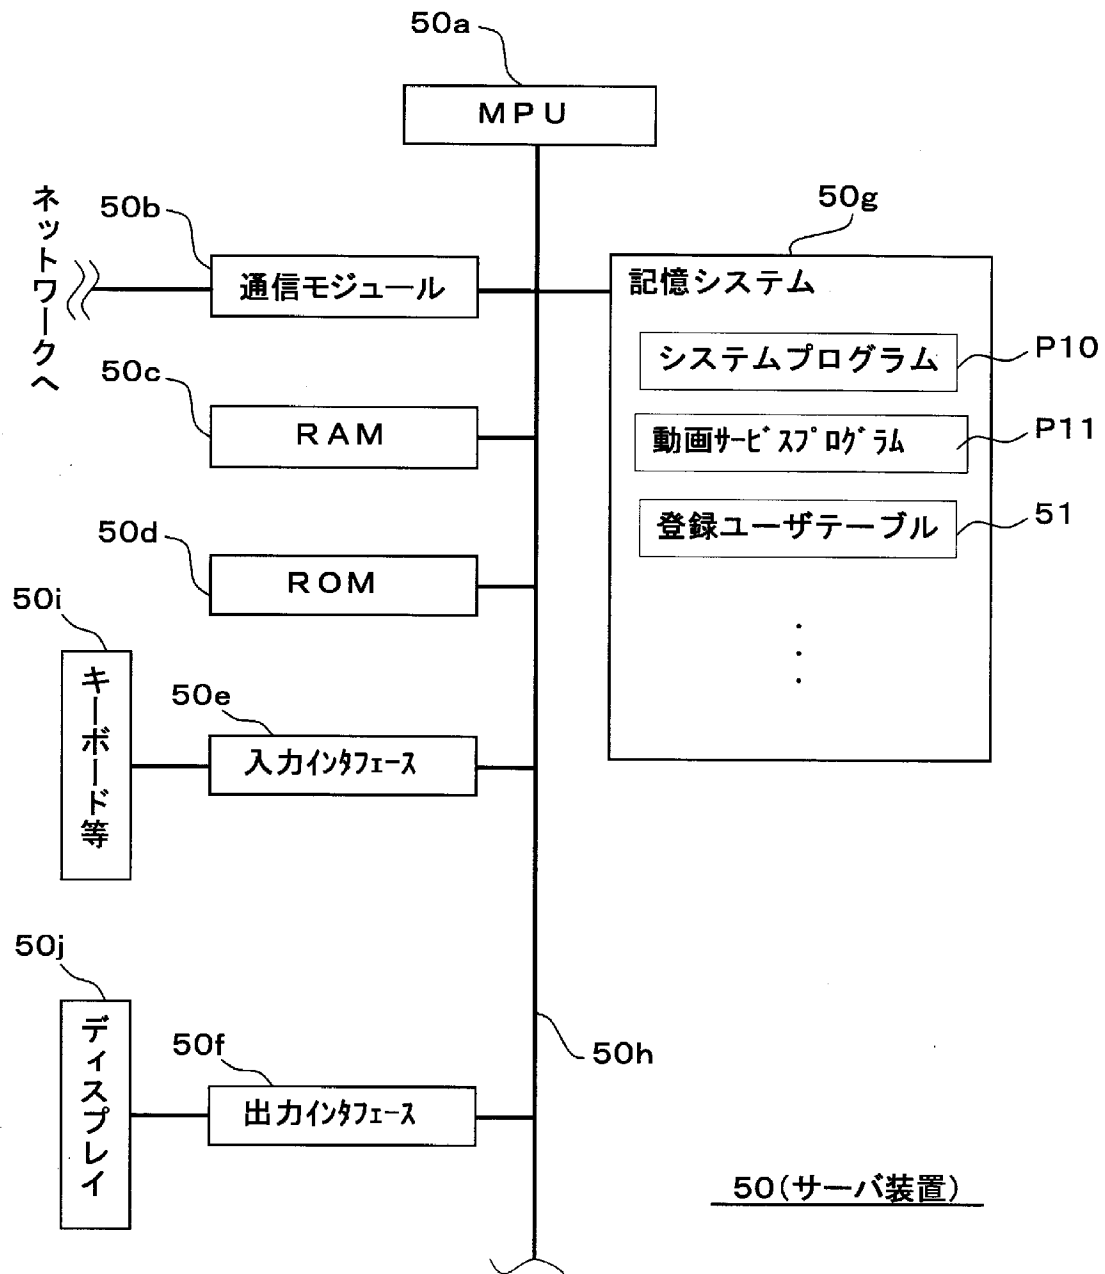 50a
MPU
ネットワークへ
50b
通信モジュール
50g
記憶システム
システムプログラム
P10
動画ｻｰﾋﾞｽﾌﾟﾛｸﾞﾗﾑ
P11
登録ユーザテーブル
51
50c
RAM
50d
ROM
50i
キーボード等
50e
入力ｲﾝﾀﾌｪｰｽ
50j
ディスプレイ
50f
出力ｲﾝﾀﾌｪｰｽ
50h
50(サーバ装置)